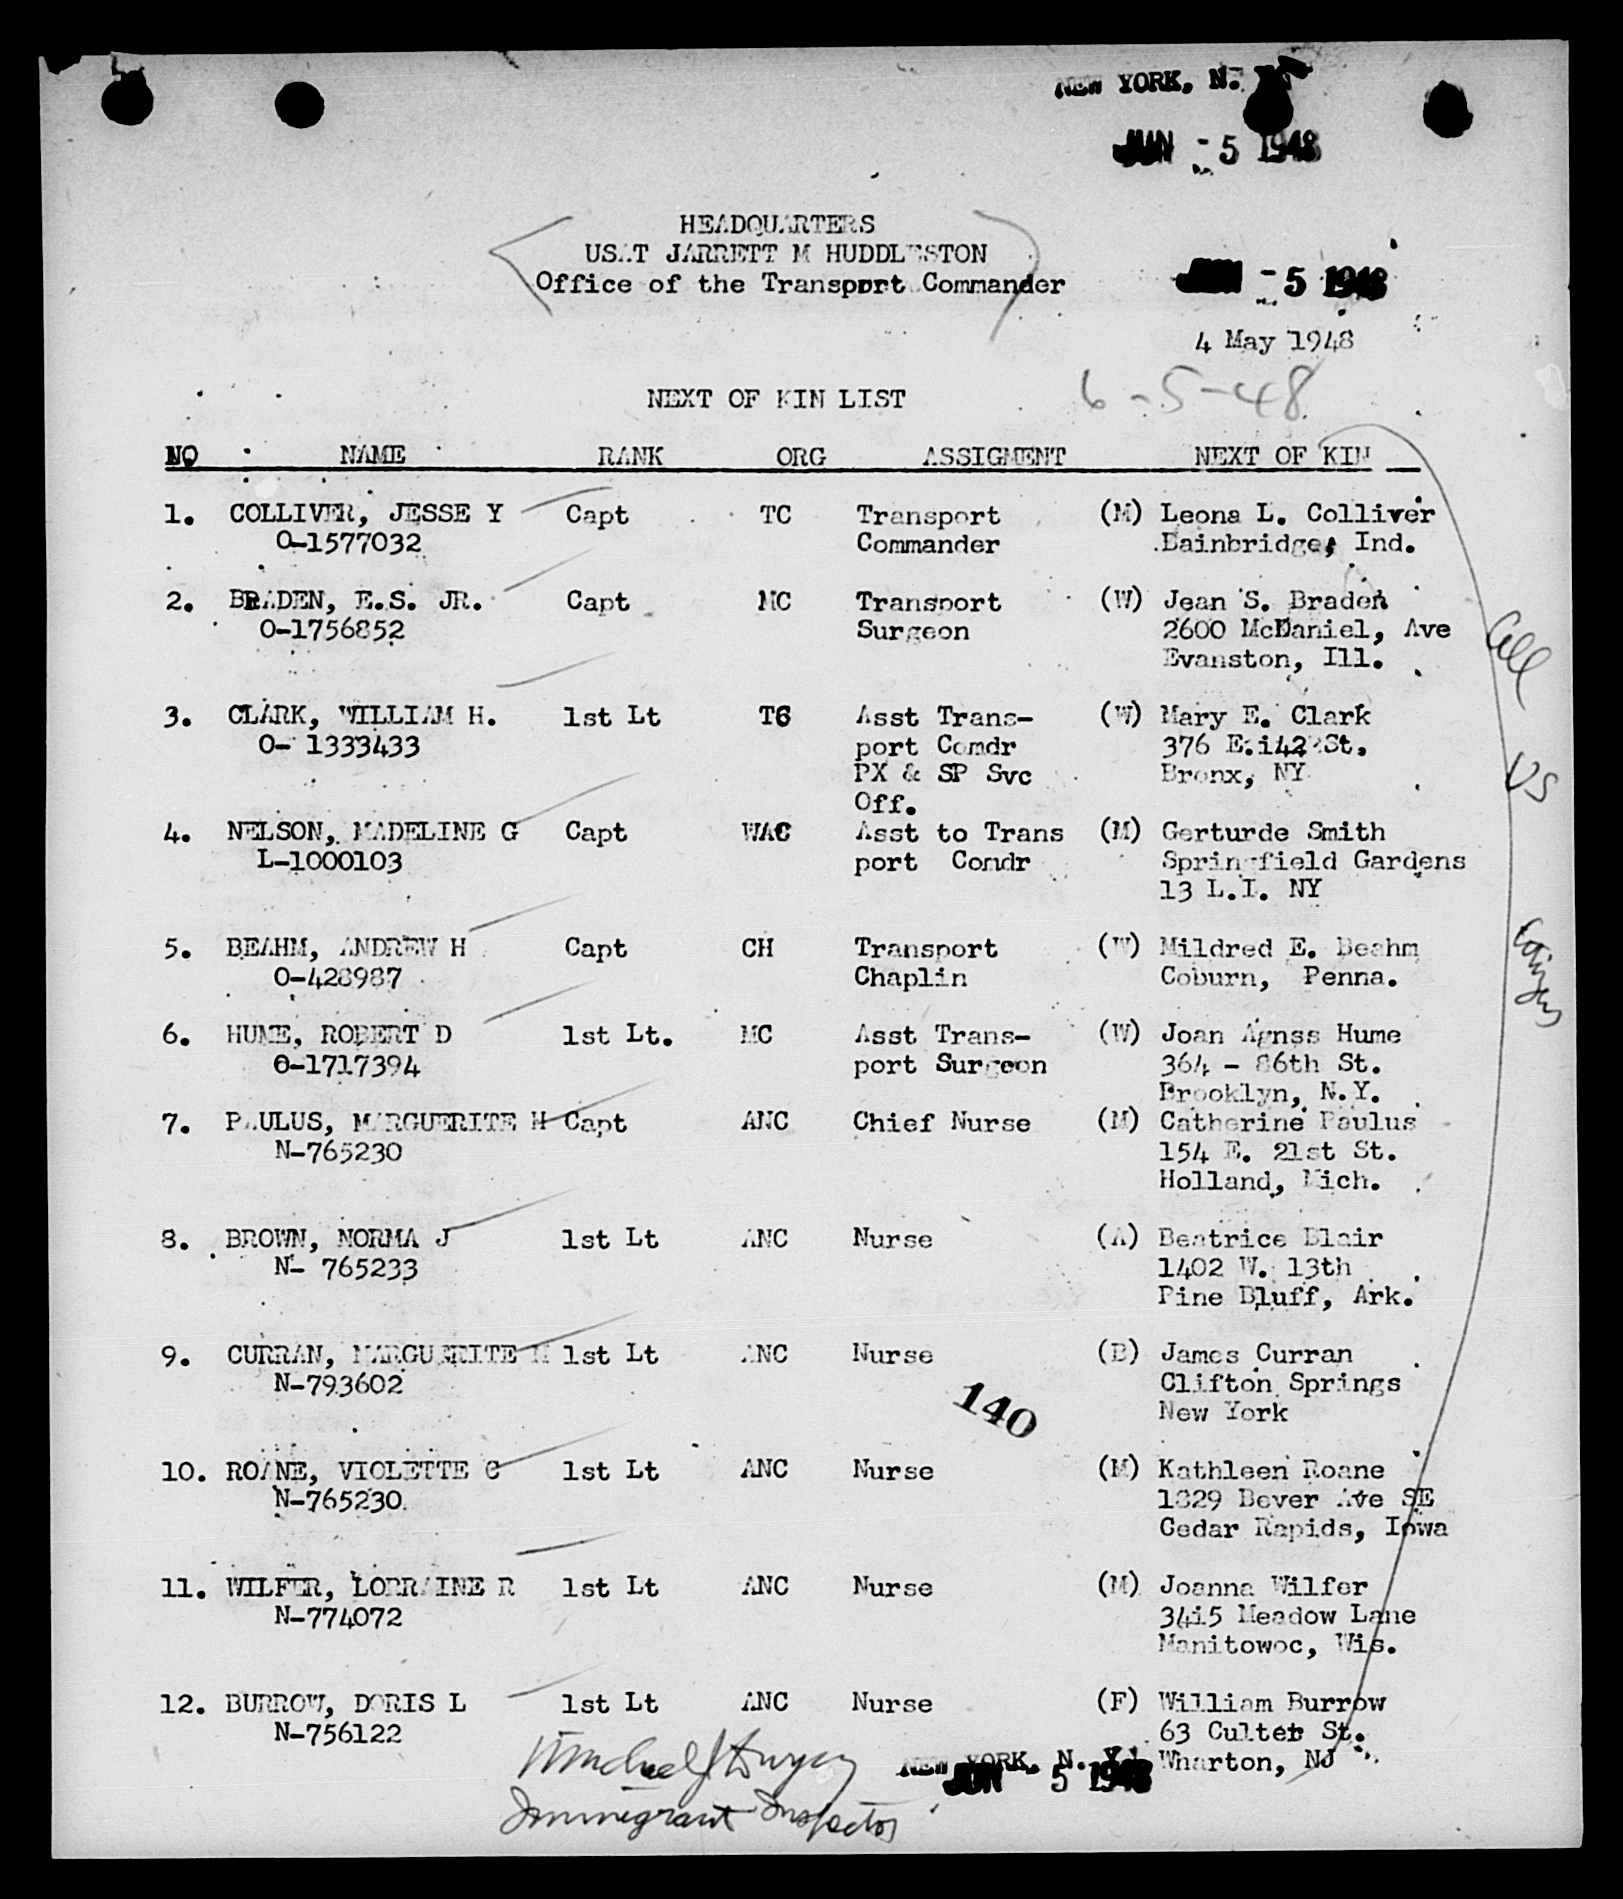 NEW YORK, N. Y.
JUN - 5 1948
HEADQUARTERS
USAT JARRETT M HUDDLESTON
Office of the Transport Commander
JUN - 5 1948
4 May 1948
6-5-48
NEXT OF KIN LIST
NO NAME RANK ORG ASSIGMENT NEXT OF KIN
1. COLLIVER, JESSE Y Capt TC Transport (M) Leona L. Colliver
O-1577032 Commander Bainbridge, Ind.
2. BRADEN, E.S. JR. Capt MC Transport (W) Jean S. Braden
O-1756852 Surgeon 2600 McDaniel, Ave
Evanston, Ill.
All
3. CLARK, WILLIAM H. 1st Lt TC Asst Trans- (W) Mary E. Clark
O- 1333433 port Comdr 376 E. 142 St,
PX & SP Svc Bronx, NY
US
Off.
4. NELSON, MADELINE G Capt WAC Asst to Trans (M) Gerturde Smith
L-1000103 port Comdr Springfield Gardens
13 L.I. NY
5. BEAHM, ANDREW H Capt CH Transport (W) Mildred E. Beahm
O-428987 Chaplin Coburn, Penna.
6. HUME, ROBERT D 1st Lt. MC Asst Trans- (W) Joan Agnss Hume
O-1717394 port Surgeon 364 - 86th St.
Brooklyn, N.Y.
7. PAULUS, MARGUERITE H Capt ANC Chief Nurse (M) Catherine Paulus
N-765230 154 E. 21st St.
Holland, Mich.
8. BROWN, NORMA J 1st Lt ANC Nurse (A) Beatrice Blair
N- 765233 1402 W. 13th
Pine Bluff, Ark.
9. CURRAN, MARGUERITE M 1st Lt ANC Nurse (B) James Curran
N-793602 Clifton Springs
140 New York
10. ROANE, VIOLETTE C 1st Lt ANC Nurse (M) Kathleen Roane
N-765230 1829 Bever Ave SE
Cedar Rapids, Iowa
11. WILFER, LORRAINE R 1st Lt ANC Nurse (M) Joanna Wilfer
N-774072 3415 Meadow Lane
Manitowoc, Wis.
12. BURROW, DORIS L 1st Lt ANC Nurse (F) William Burrow
N-756122 63 Culter St.
Michael J Dwyer NEW YORK, N. Y. Wharton, NJ
JUN 5 1948
Immigrant Inspector